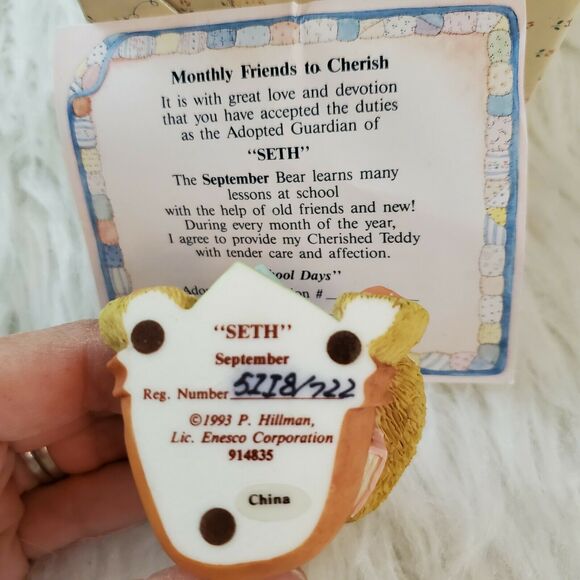 Monthly Friends to Cherish
It is with great love and devotion
that you have accepted the duties
as the Adopted Guardian of
"SETH"
The September Bear learns many
lessons at school
with the help of old friends and new!
During every month of the year,
I agree to provide my Cherished Teddy
with tender care and affection.
Days"
#
"SETH"
September
Reg. Number
©1993 P. Hillman,
Lic. Enesco Corporation
914835
China